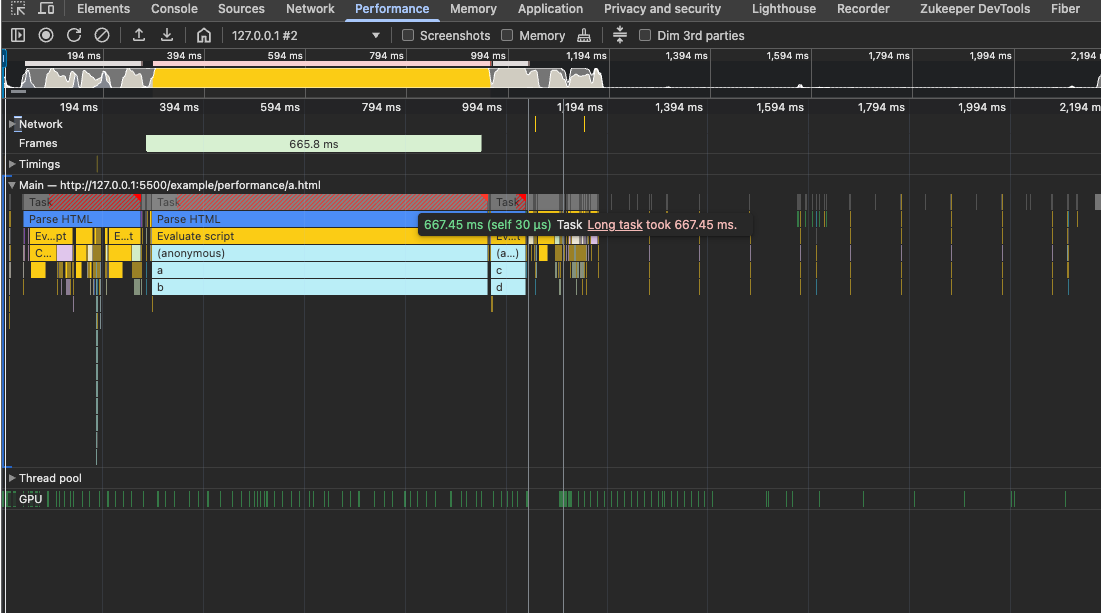 Elements Console Sources Network Performance Memory Application Privacy and security Lighthouse Recorder Zukeeper DevTools Fiber
127.0.0.1 #2 Screenshots Memory Dim 3rd parties
194 ms 394 ms 594 ms 794 ms 994 ms 1,194 ms 1,394 ms 1,594 ms 1,794 ms 1,994 ms 2,194
194 ms 394 ms 594 ms 794 ms 994 ms 1,194 ms 1,394 ms 1,594 ms 1,794 ms 1,994 ms 2,194 m
Network
Frames 665.8 ms
Timings
Main — http://127.0.0.1:5500/example/performance/a.html
Task Task Task
Parse HTML Parse HTML
667.45 ms (self 30 μs) Task Long task took 667.45 ms.
Ev…pt E…t Evaluate script Ev…t
C… (anonymous) (a…)
a c
b d
Thread pool
GPU